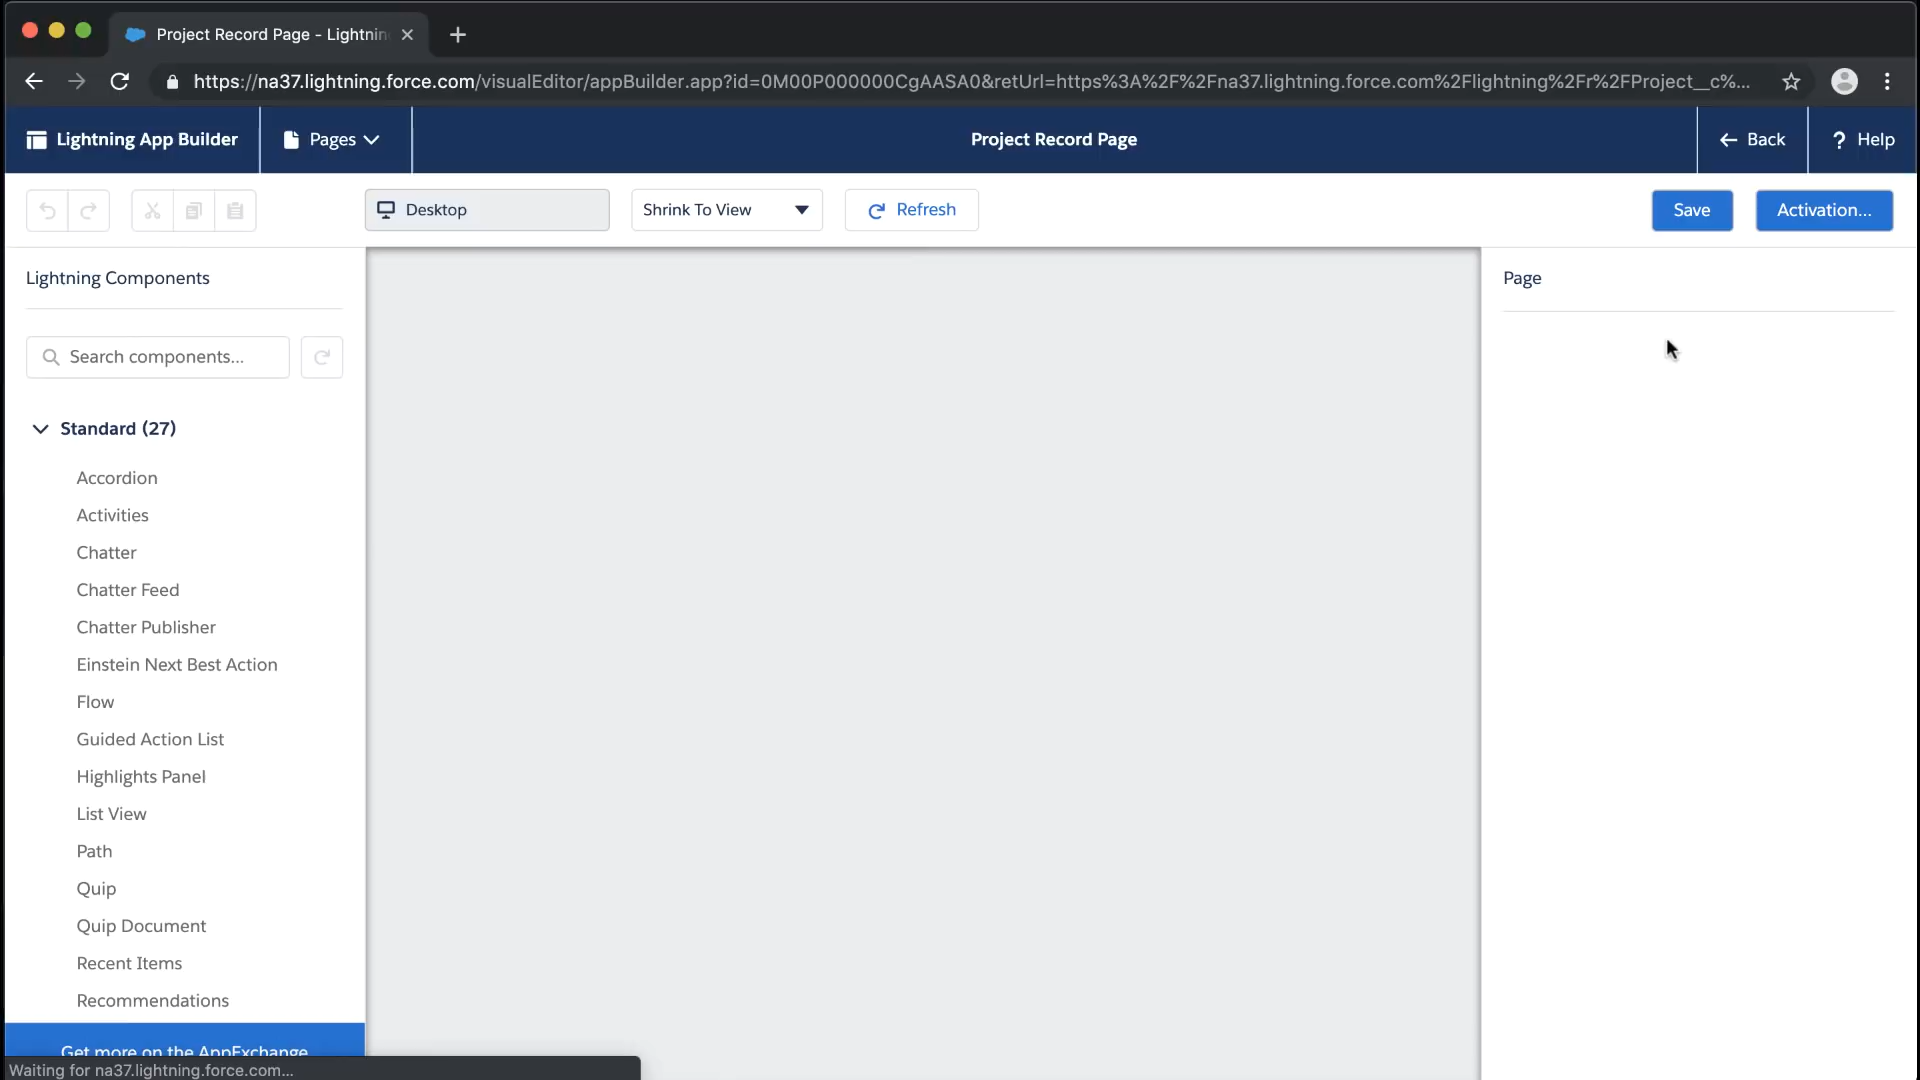 Project Record Page - Lightnin
https://na37.lightning.force.com/visualEditor/appBuilder.app?id=0M00P000000CgAASA0&retUrl=https%3A%2F%2Fna37.lightning.force.com%2Flightning%2Fr%2FProject__c%...
Lightning App Builder
Pages
Project Record Page
Back
? Help
Desktop
Shrink To View
Refresh
Save
Activation...
Lightning Components
Page
Search components...
Standard (27)
Accordion
Activities
Chatter
Chatter Feed
Chatter Publisher
Einstein Next Best Action
Flow
Guided Action List
Highlights Panel
List View
Path
Quip
Quip Document
Recent Items
Recommendations
Get more on the AppExchange
Waiting for na37.lightning.force.com...